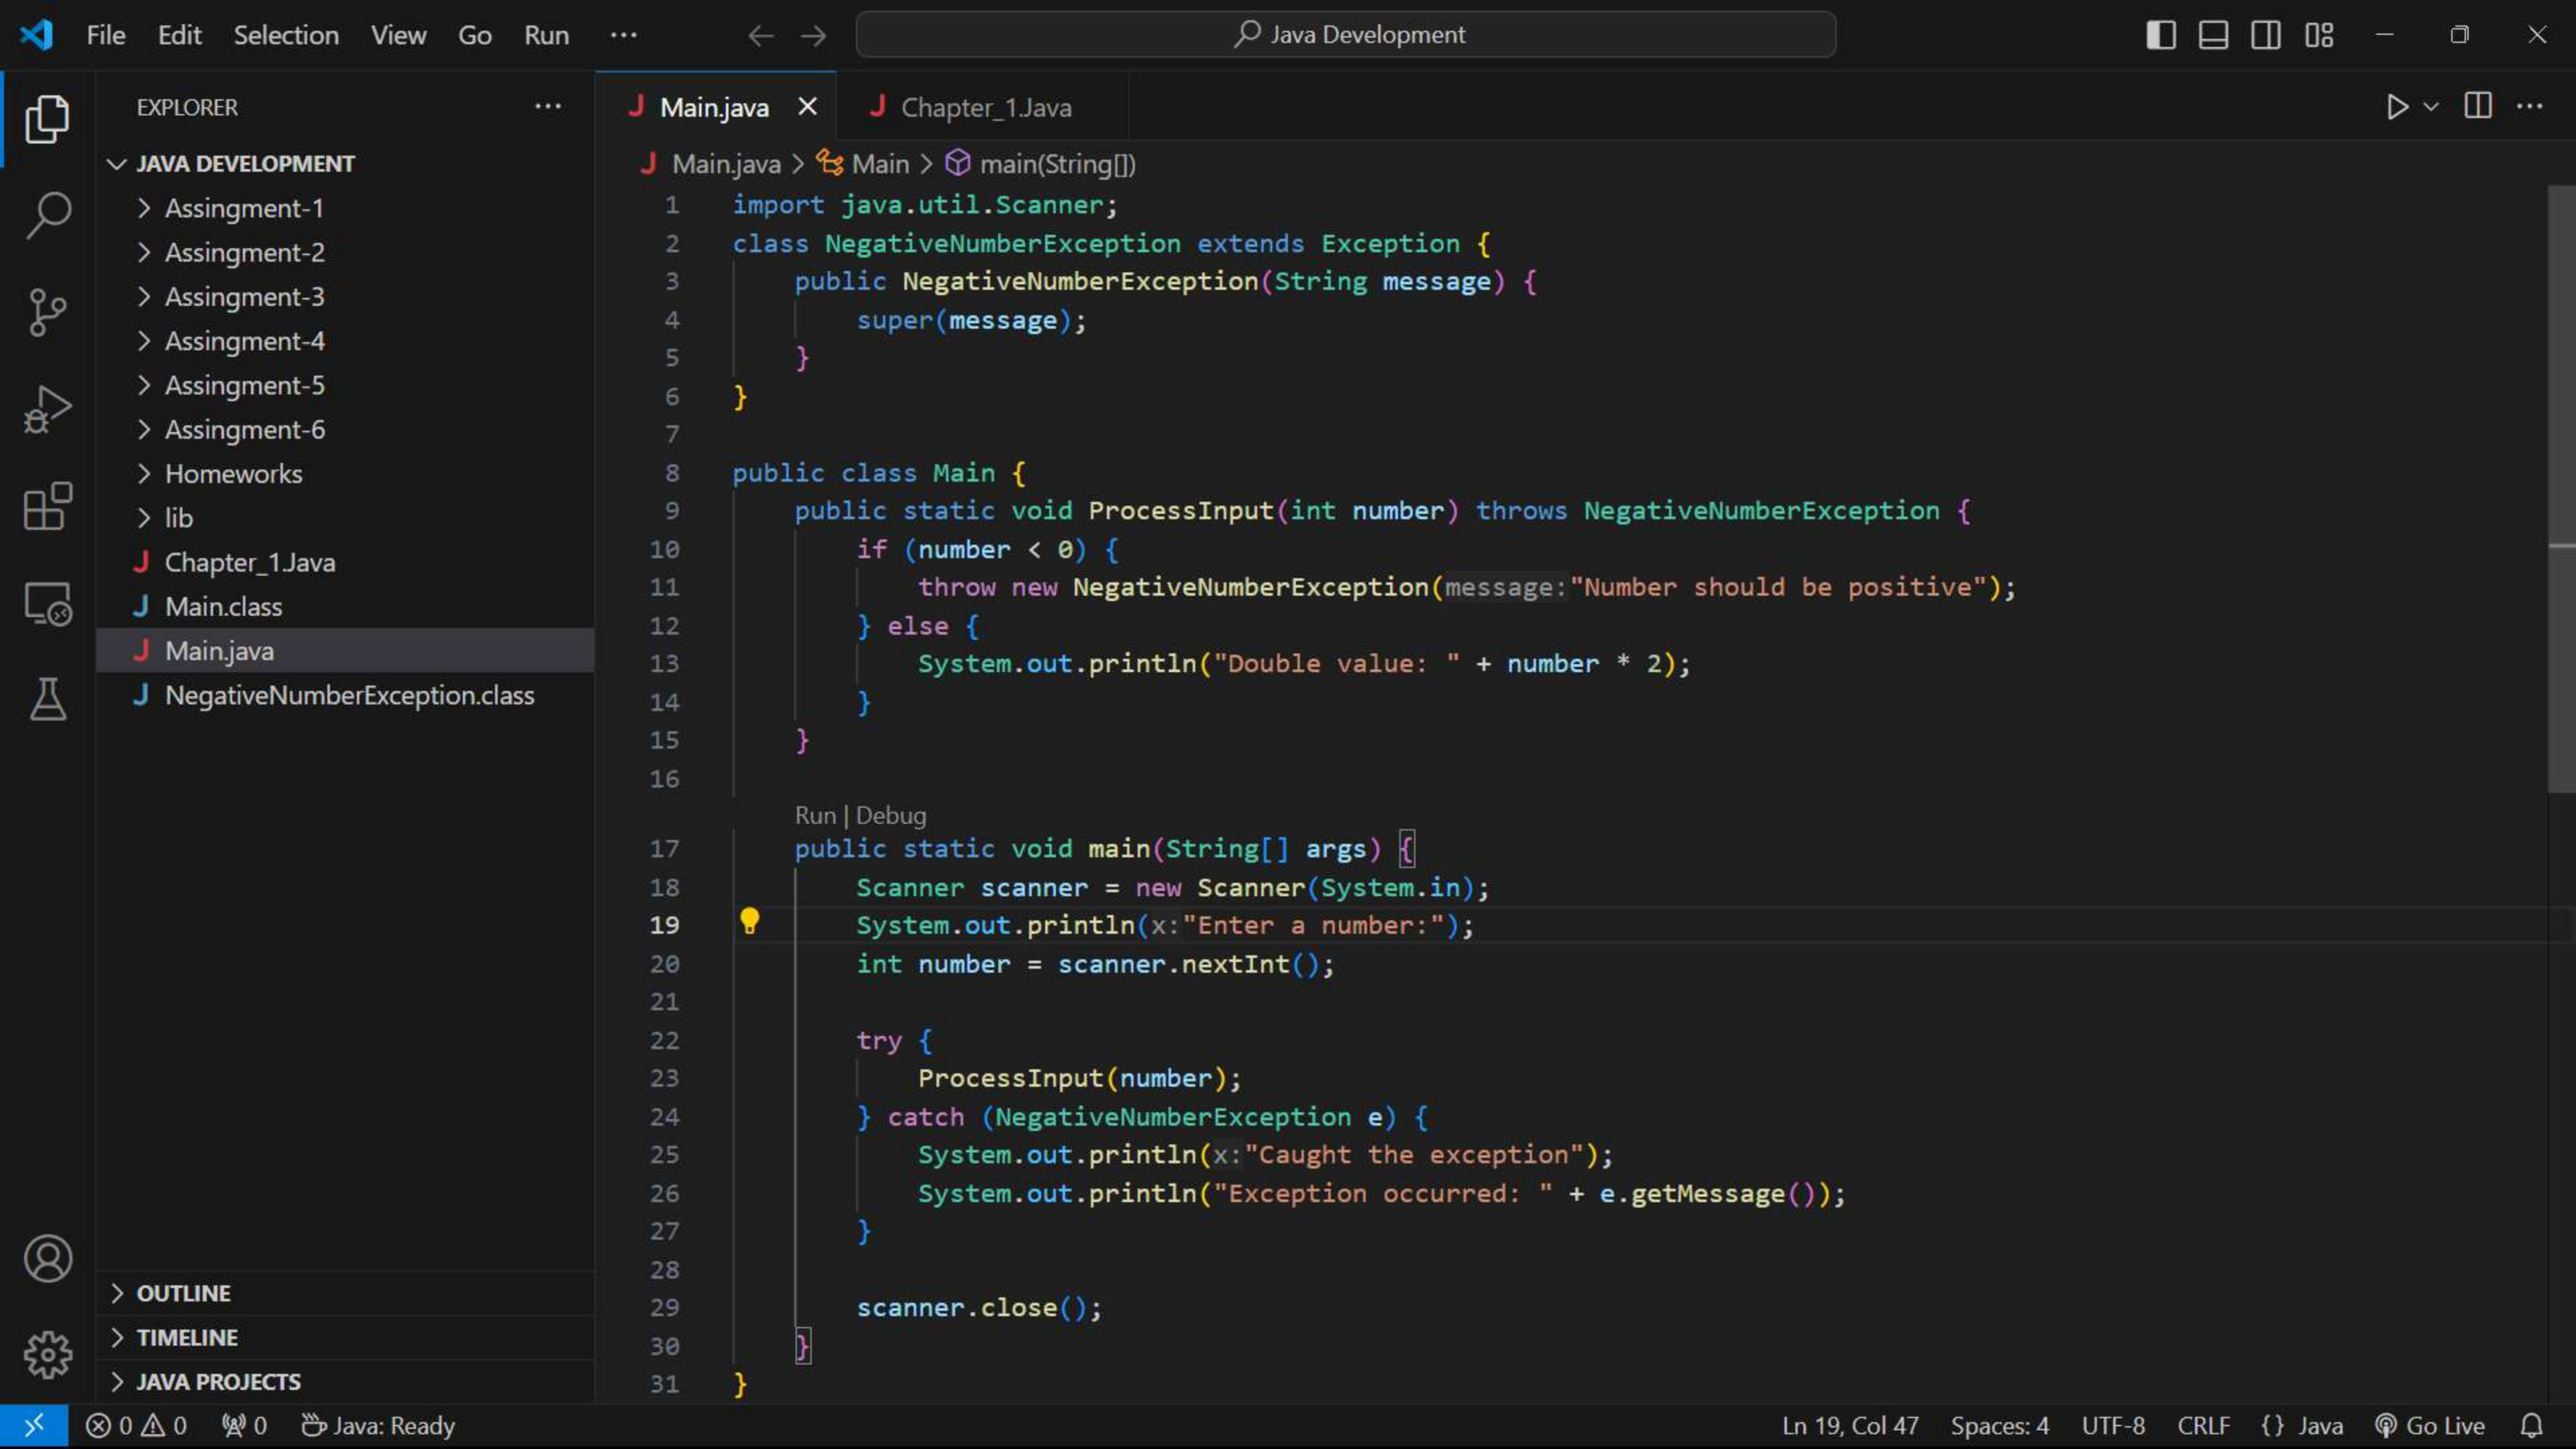 File Edit Selection View Go Run ··· Java Development
EXPLORER ···
JAVA DEVELOPMENT
Assingment-1
Assingment-2
Assingment-3
Assingment-4
Assingment-5
Assingment-6
Homeworks
lib
J Chapter_1.Java
J Main.class
J Main.java
J NegativeNumberException.class
OUTLINE
TIMELINE
JAVA PROJECTS
J Main.java J Chapter_1.Java
J Main.java > Main > main(String[])
1 import java.util.Scanner;
2 class NegativeNumberException extends Exception {
3     public NegativeNumberException(String message) {
4         super(message);
5     }
6 }
7
8 public class Main {
9     public static void ProcessInput(int number) throws NegativeNumberException {
10         if (number < 0) {
11             throw new NegativeNumberException(message:"Number should be positive");
12         } else {
13             System.out.println("Double value: " + number * 2);
14         }
15     }
16
Run | Debug
17     public static void main(String[] args) {
18         Scanner scanner = new Scanner(System.in);
19         System.out.println(x:"Enter a number:");
20         int number = scanner.nextInt();
21
22         try {
23             ProcessInput(number);
24         } catch (NegativeNumberException e) {
25             System.out.println(x:"Caught the exception");
26             System.out.println("Exception occurred: " + e.getMessage());
27         }
28
29         scanner.close();
30     }
31 }
0 0 0 Java: Ready Ln 19, Col 47 Spaces: 4 UTF-8 CRLF {} Java Go Live